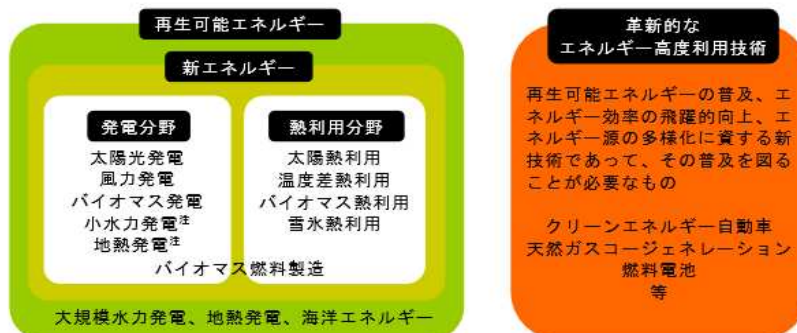 再生可能エネルギー
新エネルギー
発電分野
太陽光発電
風力発電
バイオマス発電
小水力発電注
地熱発電注
熱利用分野
太陽熱利用
温度差熱利用
バイオマス熱利用
雪氷熱利用
バイオマス燃料製造
大規模水力発電、地熱発電、海洋エネルギー
革新的な
エネルギー高度利用技術
再生可能エネルギーの普及、エ
ネルギー効率の飛躍的向上、エ
ネルギー源の多様化に資する新
技術であって、その普及を図る
ことが必要なもの
クリーンエネルギー自動車
天然ガスコージェネレーション
燃料電池
等